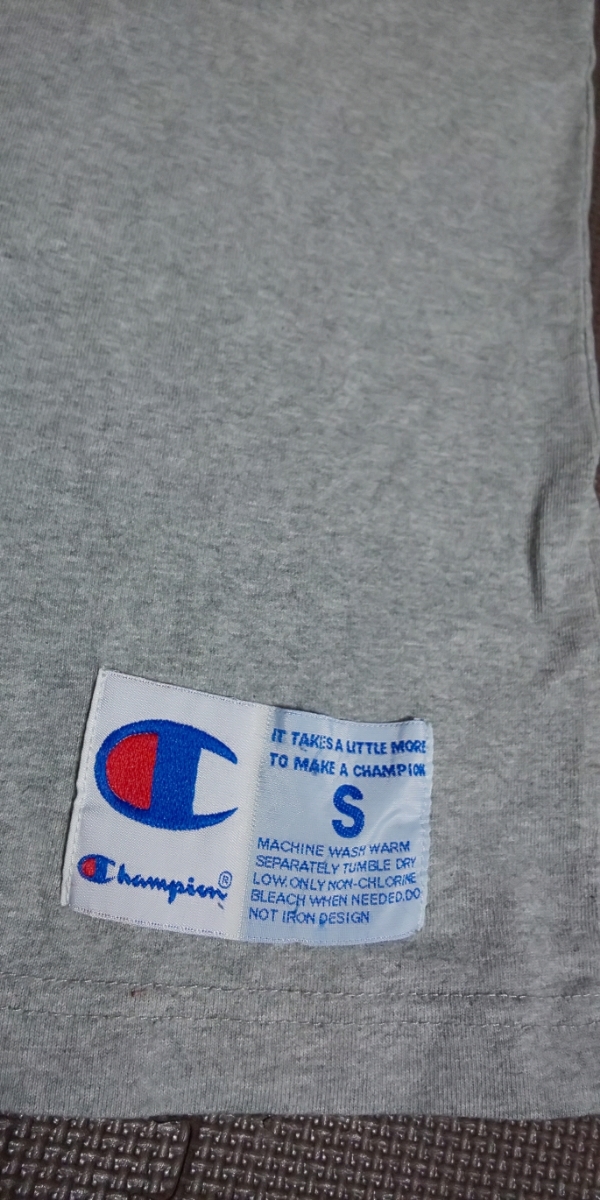 Champion®
IT TAKES A LITTLE MORE
TO MAKE A CHAMPION
S
MACHINE WASH WARM
SEPARATELY TUMBLE DRY
LOW.ONLY NON-CHLORINE
BLEACH WHEN NEEDED.DO
NOT IRON DESIGN